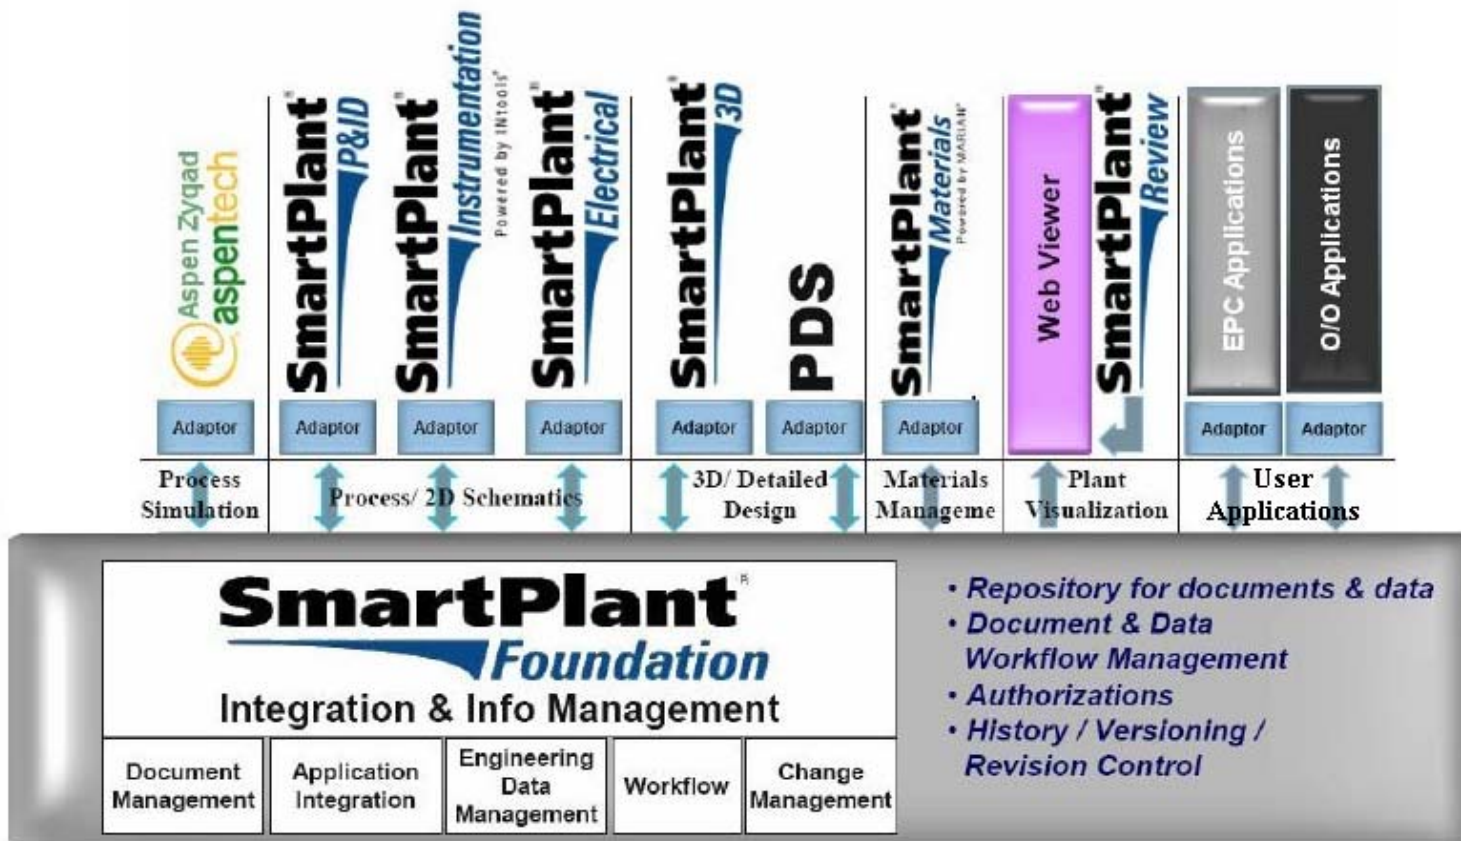 Aspen Zyqad
aspentech
SmartPlant®
P&ID
SmartPlant®
Instrumentation
Powered by INtools®
SmartPlant®
Electrical
SmartPlant®
3D
PDS
SmartPlant®
Materials
Powered by MARIAN®
Web Viewer
SmartPlant®
Review
EPC Applications
O/O Applications
Adaptor
Adaptor
Adaptor
Adaptor
Adaptor
Adaptor
Adaptor
Adaptor
Adaptor
Process
Simulation
Process/ 2D Schematics
3D/ Detailed
Design
Materials
Manageme
Plant
Visualization
User
Applications
SmartPlant®
Foundation
Integration & Info Management
Document
Management
Application
Integration
Engineering
Data
Management
Workflow
Change
Management
• Repository for documents & data
• Document & Data
Workflow Management
• Authorizations
• History / Versioning /
Revision Control